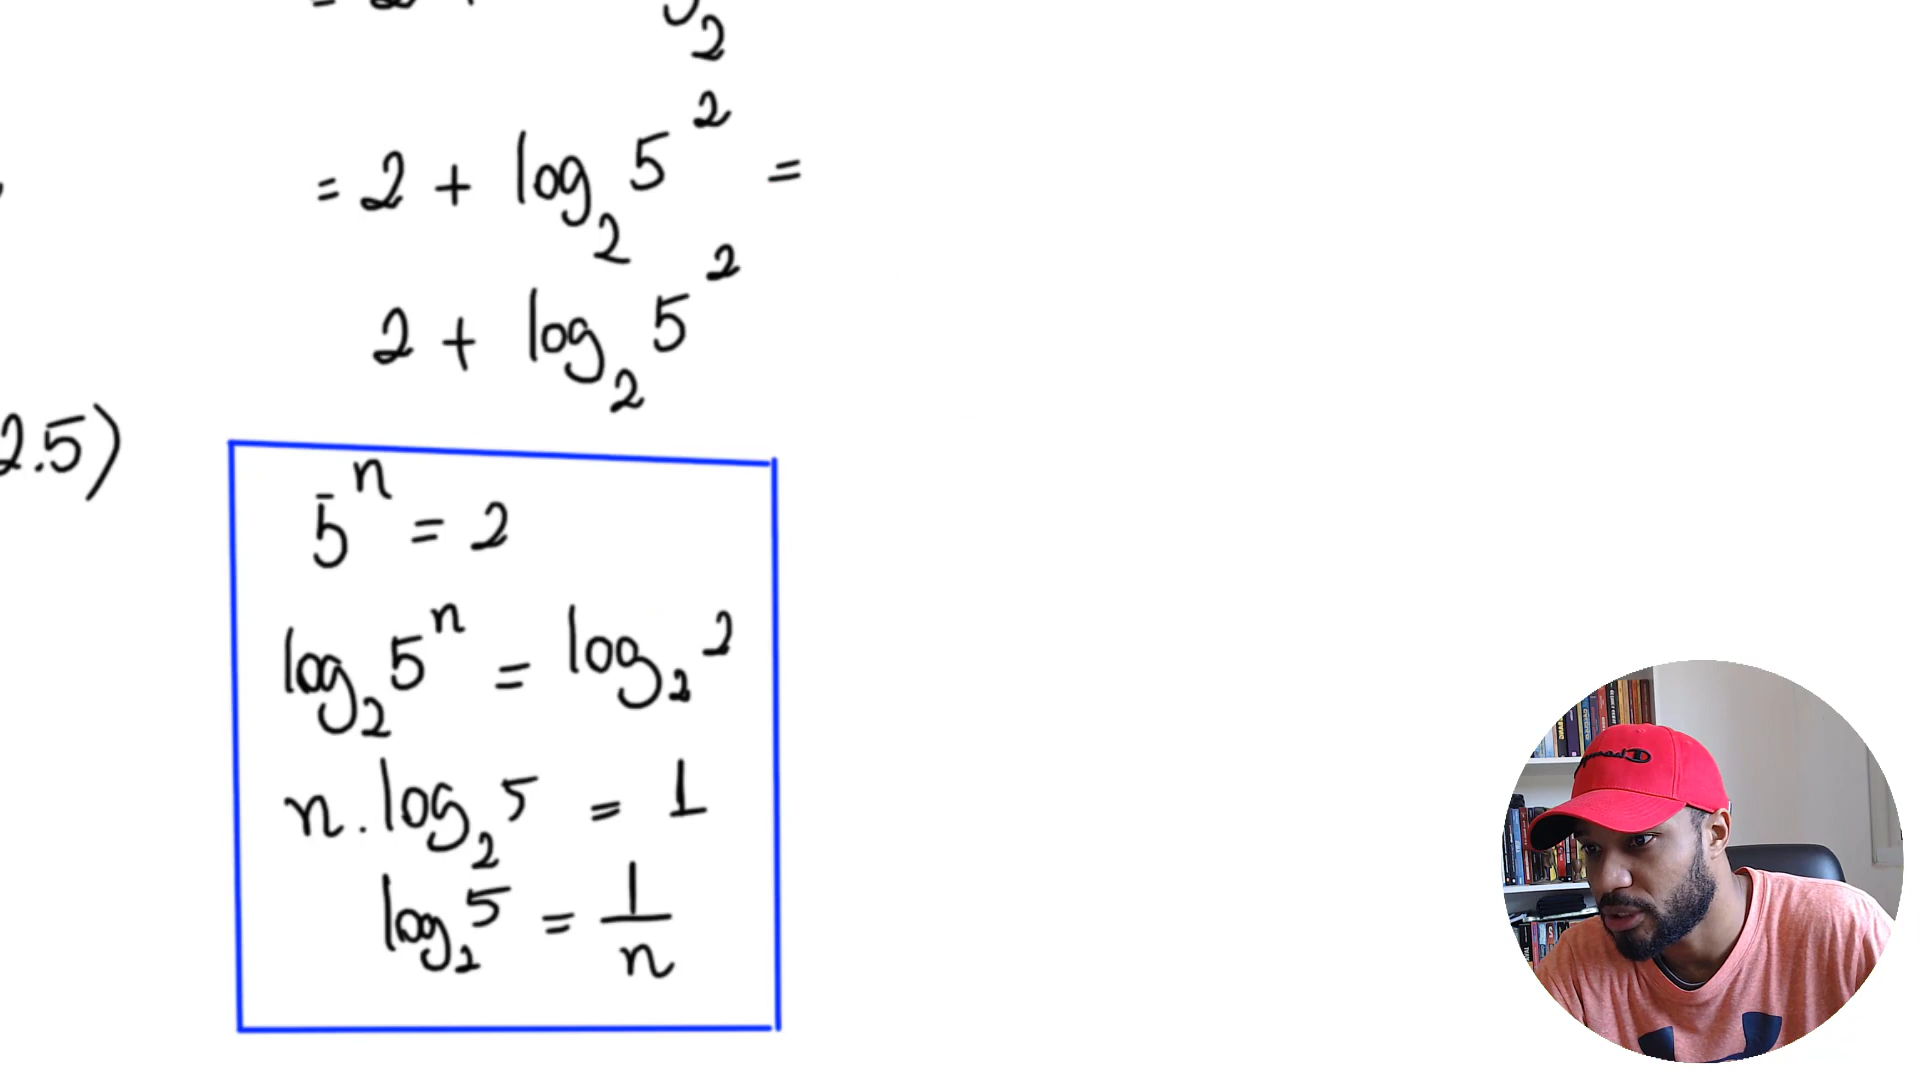 = 2 + log₂ 5² =
2 + log₂ 5²
2.5)
5ⁿ = 2
log₂ 5ⁿ = log₂ 2
n . log₂ 5 = 1
log₂ 5 = 1/n